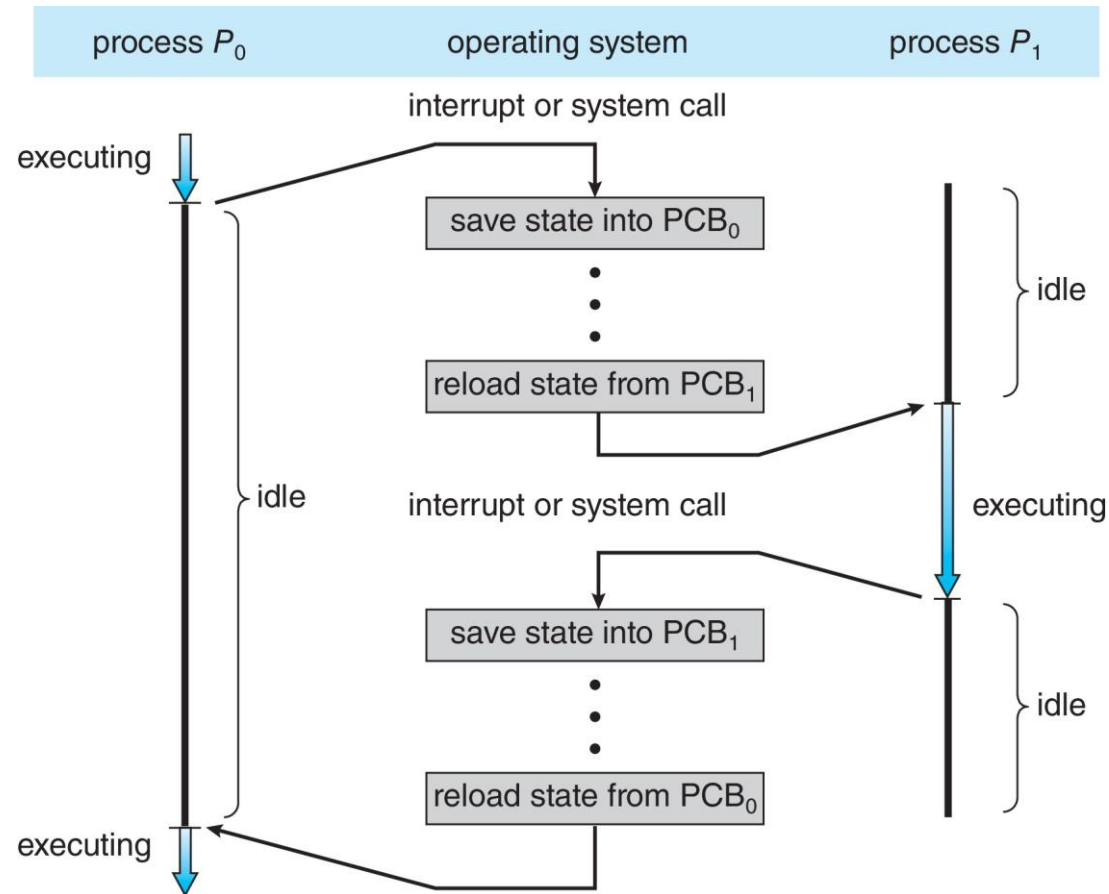 process P₀ operating system process P₁
interrupt or system call
executing
save state into PCB₀
idle
reload state from PCB₁
idle
interrupt or system call
executing
save state into PCB₁
idle
reload state from PCB₀
executing